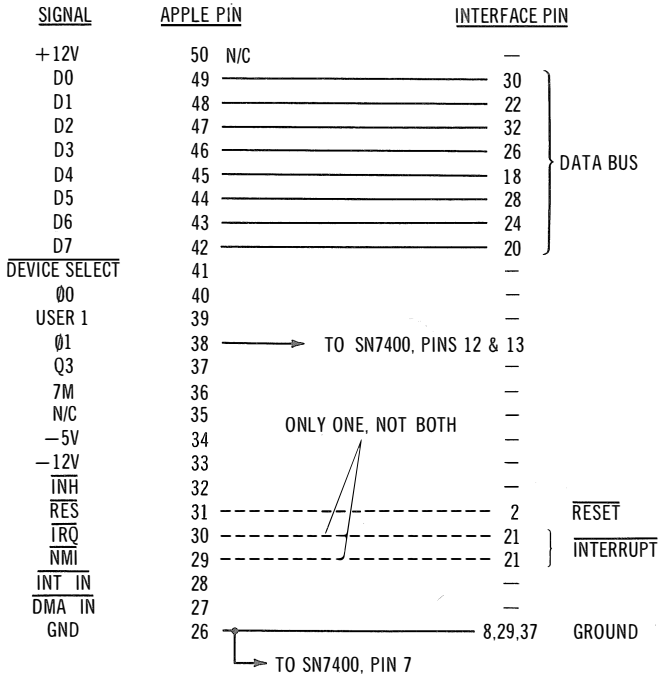 SIGNAL APPLE PIN INTERFACE PIN
+12V 50 N/C —
D0 49 30
D1 48 22
D2 47 32
D3 46 26
DATA BUS
D4 45 18
D5 44 28
D6 43 24
D7 42 20
DEVICE SELECT 41 —
Ø0 40 —
USER 1 39 —
Ø1 38 TO SN7400, PINS 12 & 13
Q3 37 —
7M 36 —
N/C 35 —
ONLY ONE, NOT BOTH
−5V 34 —
−12V 33 —
INH 32 —
RES 31 2 RESET
IRQ 30 21
INTERRUPT
NMI 29 21
INT IN 28 —
DMA IN 27 —
GND 26 8,29,37 GROUND
TO SN7400, PIN 7